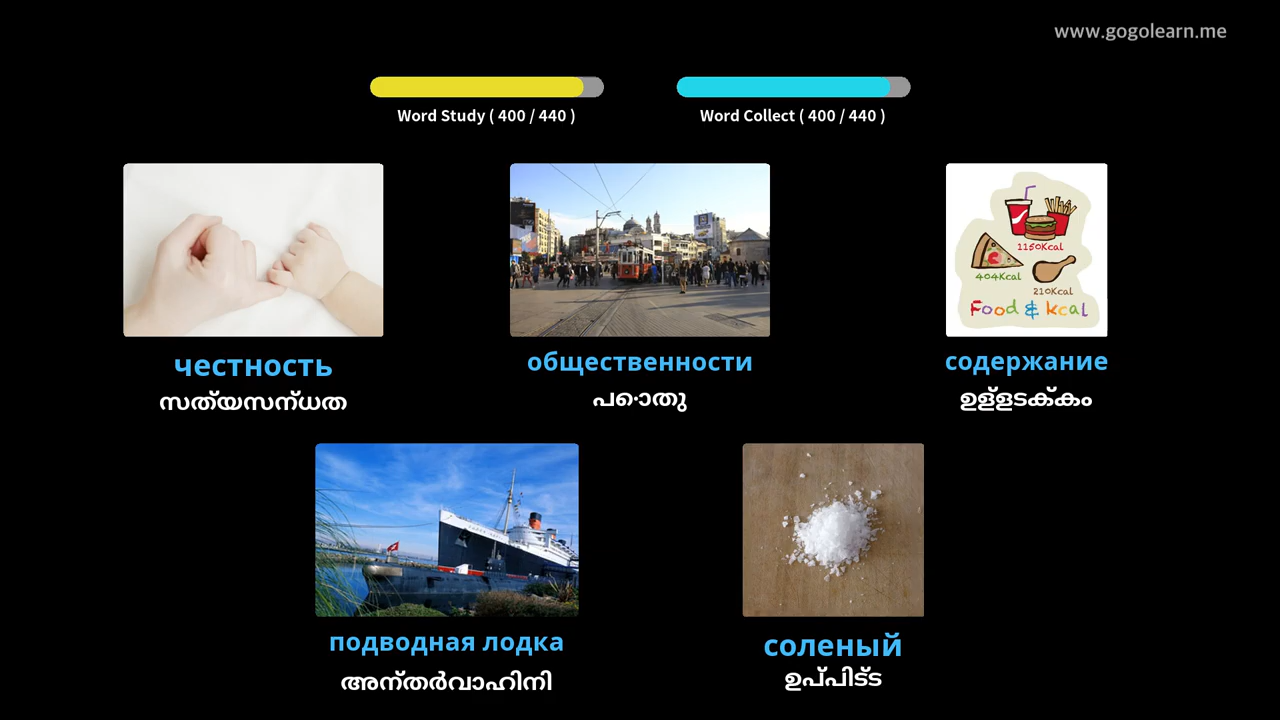 www.gogolearn.me
Word Study ( 400 / 440 )
Word Collect ( 400 / 440 )
1150Kcal
404Kcal
210Kcal
Food & kcal
честность
общественности
содержание
സത്യസന്ധത
പൊതു
ഉള്ളടക്കം
подводная лодка
соленый
അന്തർവാഹിനി
ഉപ്പിട്ട